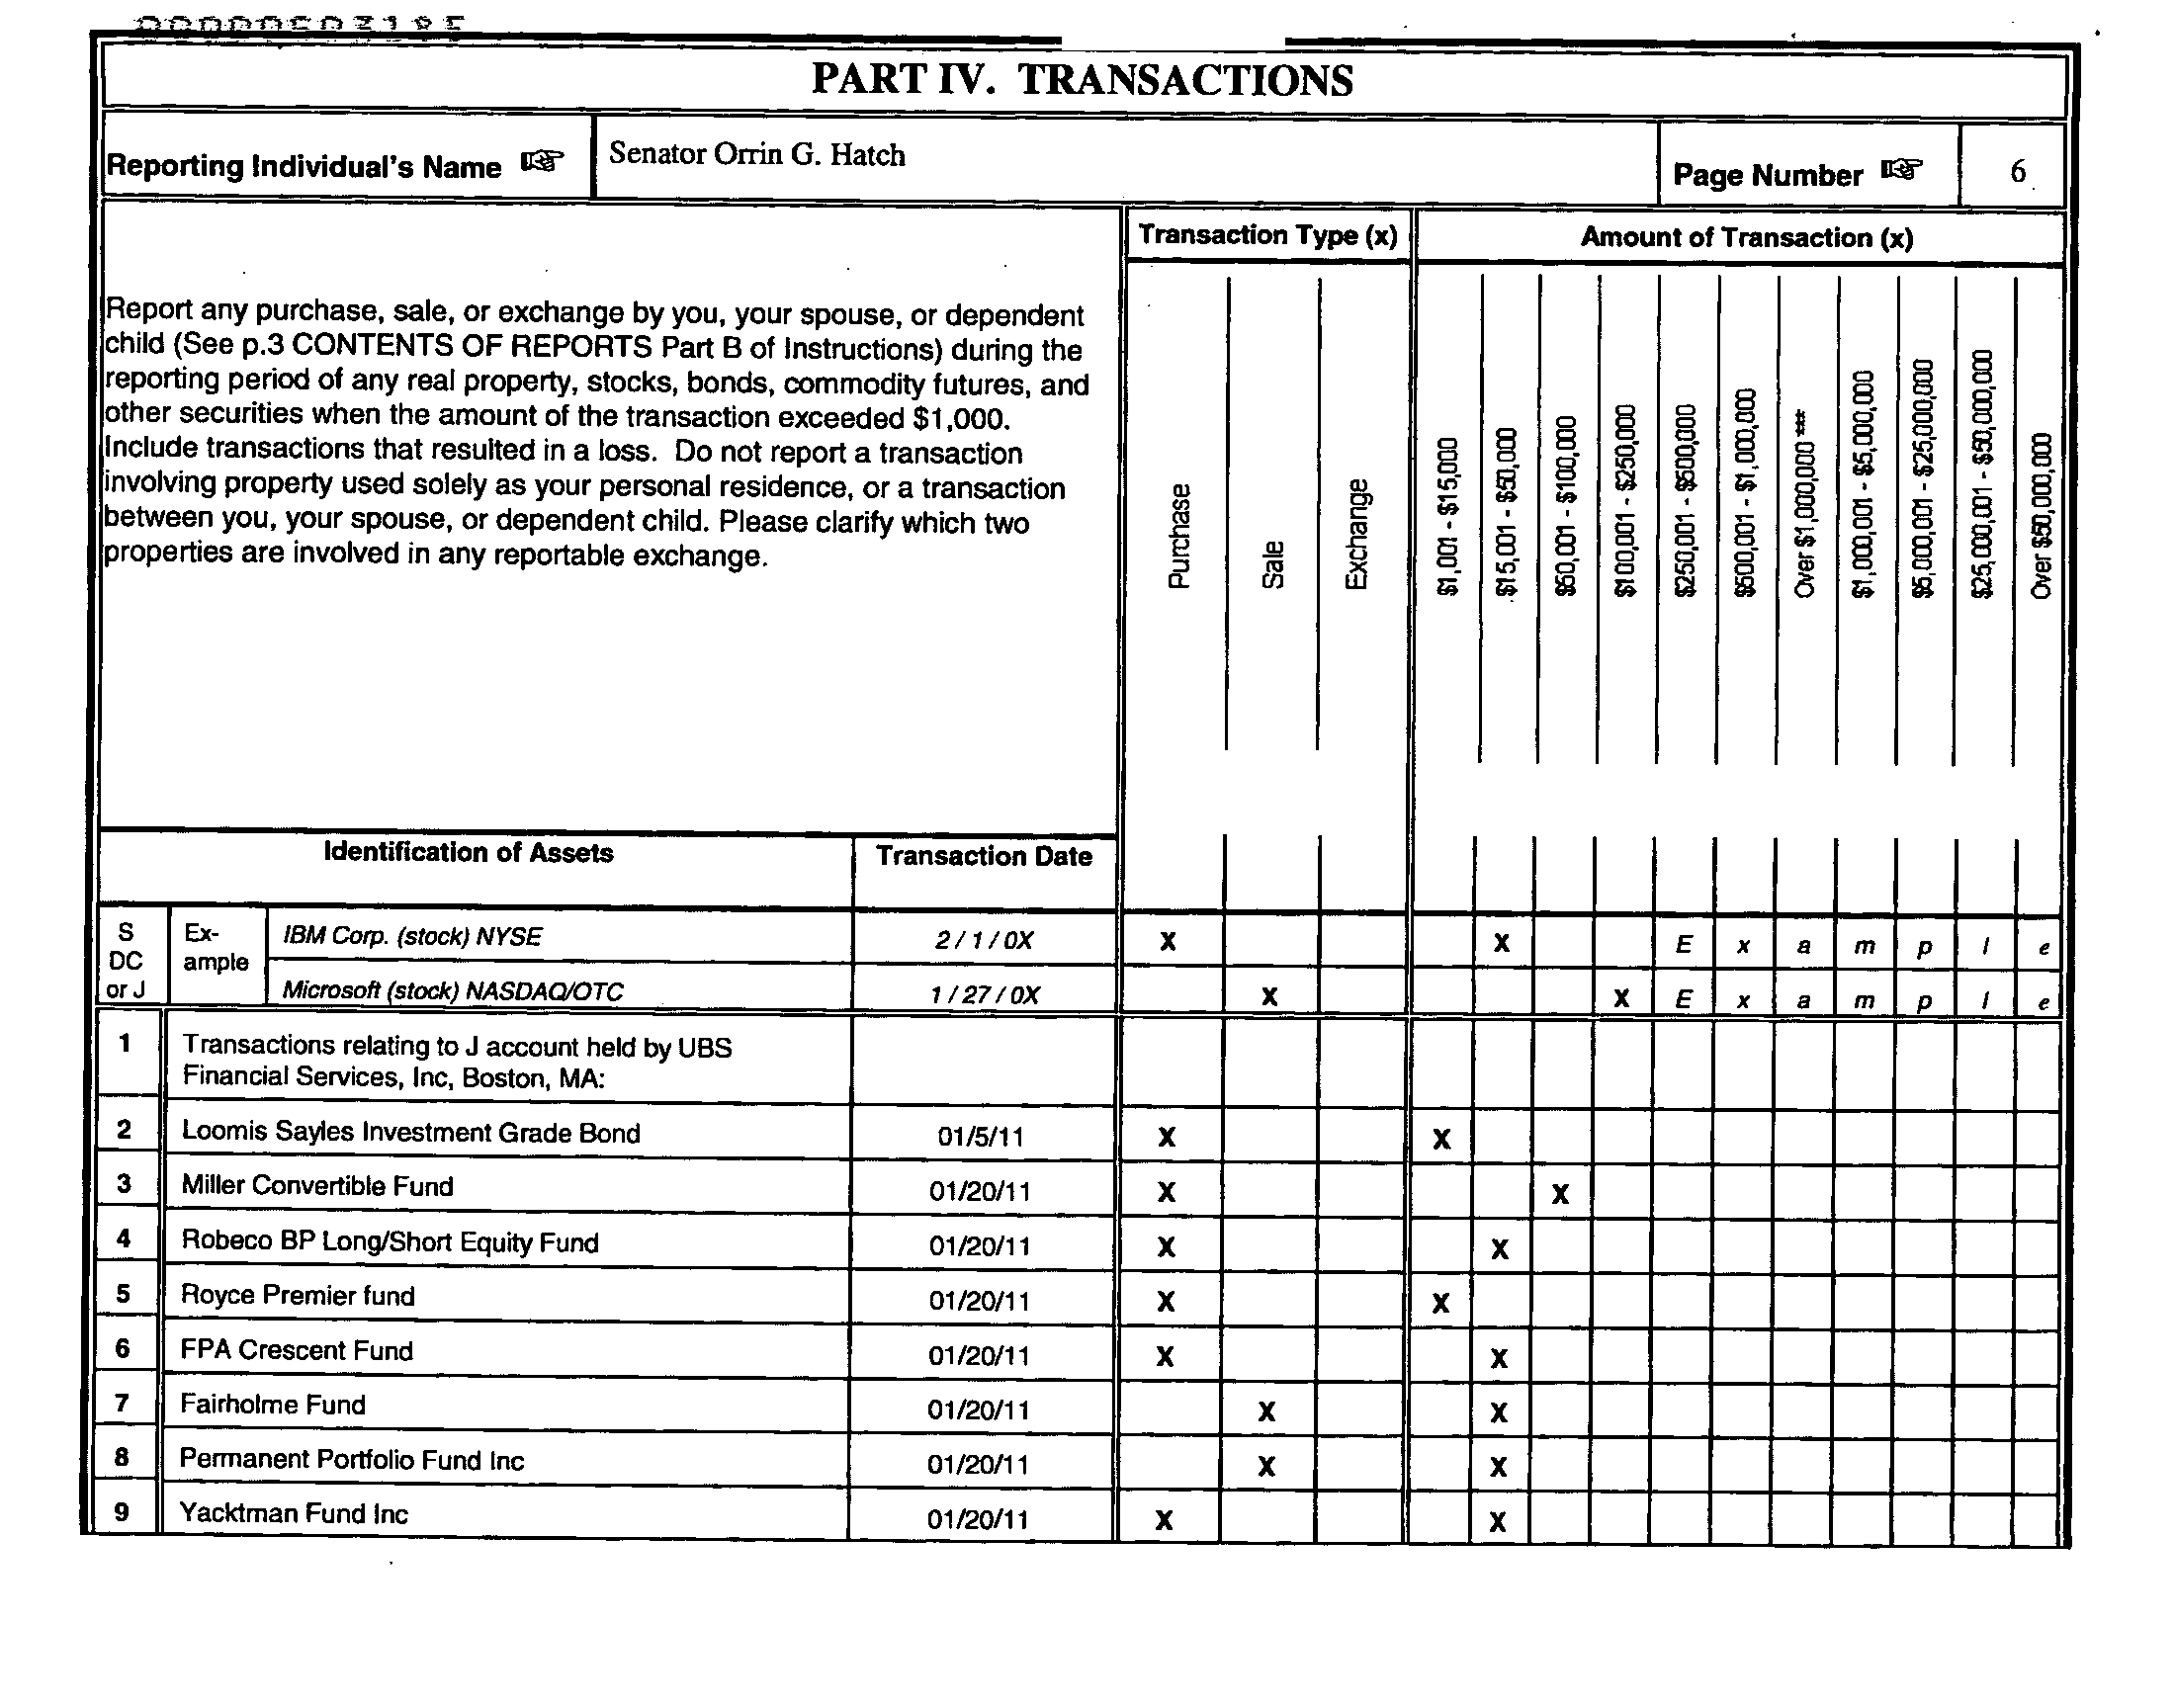 PART IV. TRANSACTIONS
Reporting Individual's Name ☞ Senator Orrin G. Hatch Page Number ☞ 6
Transaction Type (x) Amount of Transaction (x)
Report any purchase, sale, or exchange by you, your spouse, or dependent
child (See p.3 CONTENTS OF REPORTS Part B of Instructions) during the
reporting period of any real property, stocks, bonds, commodity futures, and
other securities when the amount of the transaction exceeded $1,000.
Include transactions that resulted in a loss. Do not report a transaction
involving property used solely as your personal residence, or a transaction
between you, your spouse, or dependent child. Please clarify which two
properties are involved in any reportable exchange.
Purchase
Sale
Exchange
$1,001 - $15,000
$15,001 - $50,000
$50,001 - $100,000
$100,001 - $250,000
$250,001 - $500,000
$500,001 - $1,000,000
Over $1,000,000 ***
$1,000,001 - $5,000,000
$5,000,001 - $25,000,000
$25,000,001 - $50,000,000
Over $50,000,000
Identification of Assets Transaction Date
S
DC
or J
Ex-
ample
IBM Corp. (stock) NYSE 2 / 1 / 0X X X E x a m p l e
Microsoft (stock) NASDAQ/OTC 1 / 27 / 0X X X E x a m p l e
1 Transactions relating to J account held by UBS
Financial Services, Inc, Boston, MA:
2 Loomis Sayles Investment Grade Bond 01/5/11 X X
3 Miller Convertible Fund 01/20/11 X X
4 Robeco BP Long/Short Equity Fund 01/20/11 X X
5 Royce Premier fund 01/20/11 X X
6 FPA Crescent Fund 01/20/11 X X
7 Fairholme Fund 01/20/11 X X
8 Permanent Portfolio Fund Inc 01/20/11 X X
9 Yacktman Fund Inc 01/20/11 X X